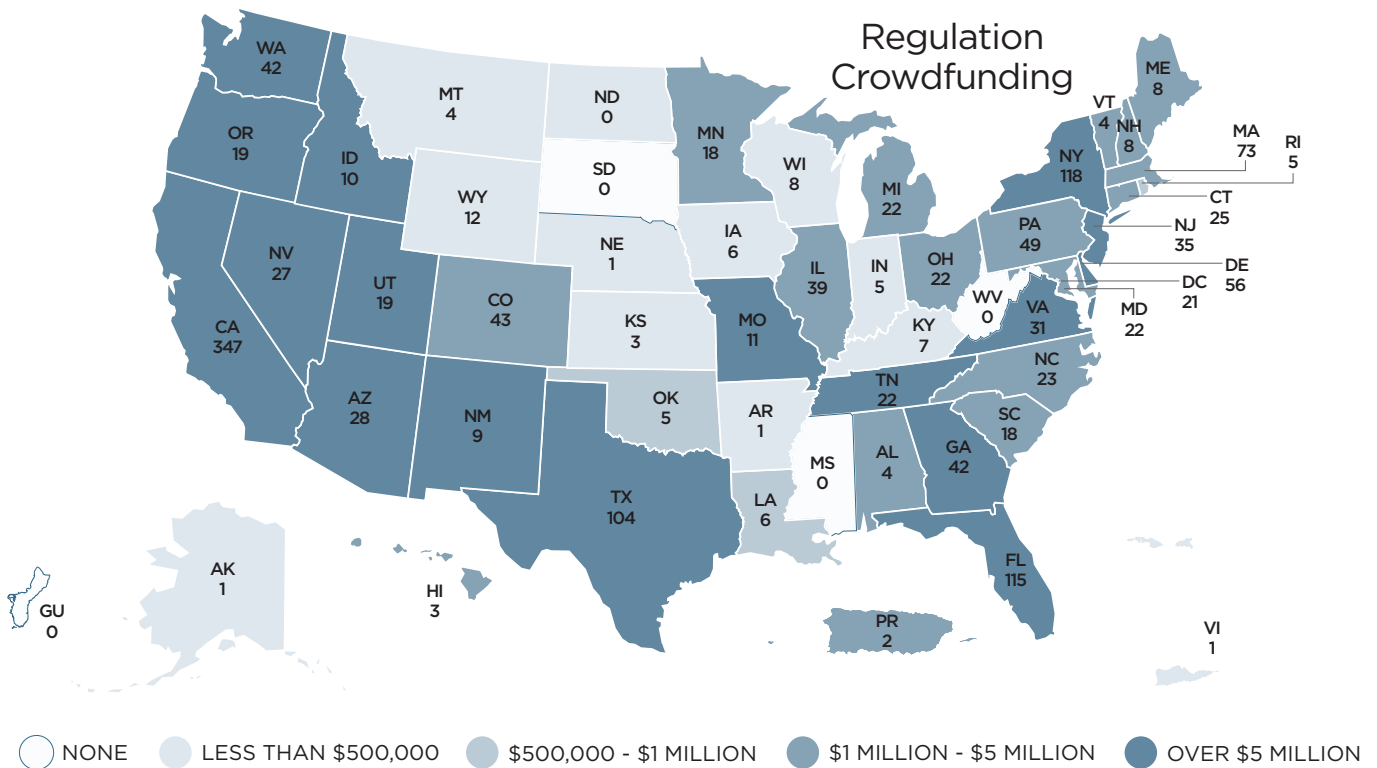 Regulation
Crowdfunding
WA
42
OR
19
ID
10
MT
4
ND
0
SD
0
MN
18
WI
8
MI
22
WY
12
NE
1
IA
6
IL
39
IN
5
OH
22
PA
49
NY
118
VT
4
NH
8
ME
8
MA
73
RI
5
CT
25
NJ
35
DE
56
DC
21
MD
22
WV
0
VA
31
KY
7
NC
23
TN
22
SC
18
NV
27
UT
19
CO
43
KS
3
MO
11
CA
347
AZ
28
NM
9
OK
5
AR
1
MS
0
AL
4
GA
42
TX
104
LA
6
FL
115
AK
1
HI
3
GU
0
PR
2
VI
1
NONE
LESS THAN $500,000
$500,000 - $1 MILLION
$1 MILLION - $5 MILLION
OVER $5 MILLION